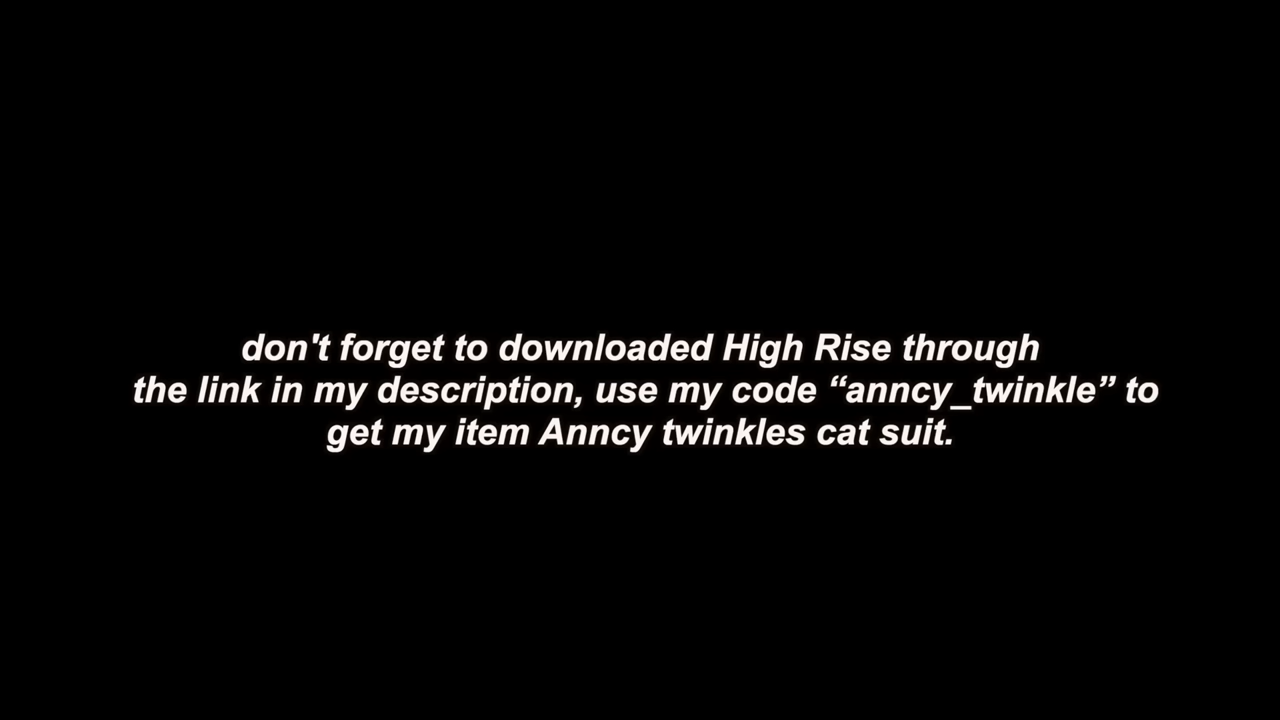 don't forget to downloaded High Rise through
the link in my description, use my code “anncy_twinkle” to
get my item Anncy twinkles cat suit.